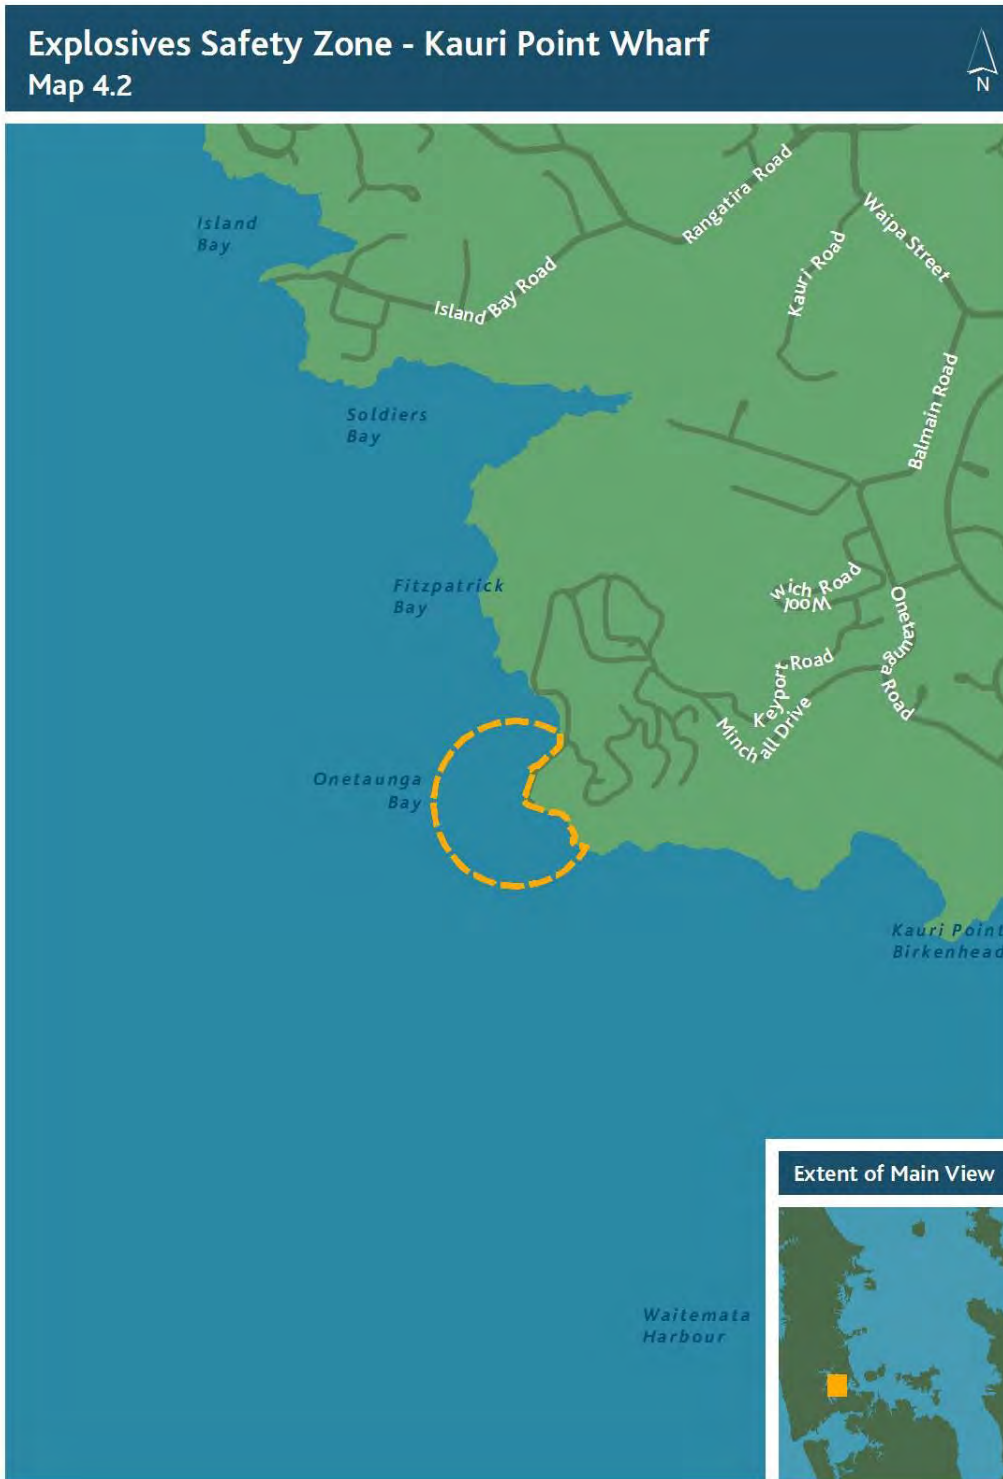 Explosives Safety Zone - Kauri Point Wharf
Map 4.2
N
Island
Bay
Rangatira Road
Waipa Street
Kauri Road
Island Bay Road
Balmain Road
Soldiers
Bay
Fitzpatrick
Bay
Woolwich Road
Onetaunga Road
Keyport Road
Minchall Drive
Onetaunga
Bay
Kauri Point
Birkenhead
Extent of Main View
Waitemata
Harbour